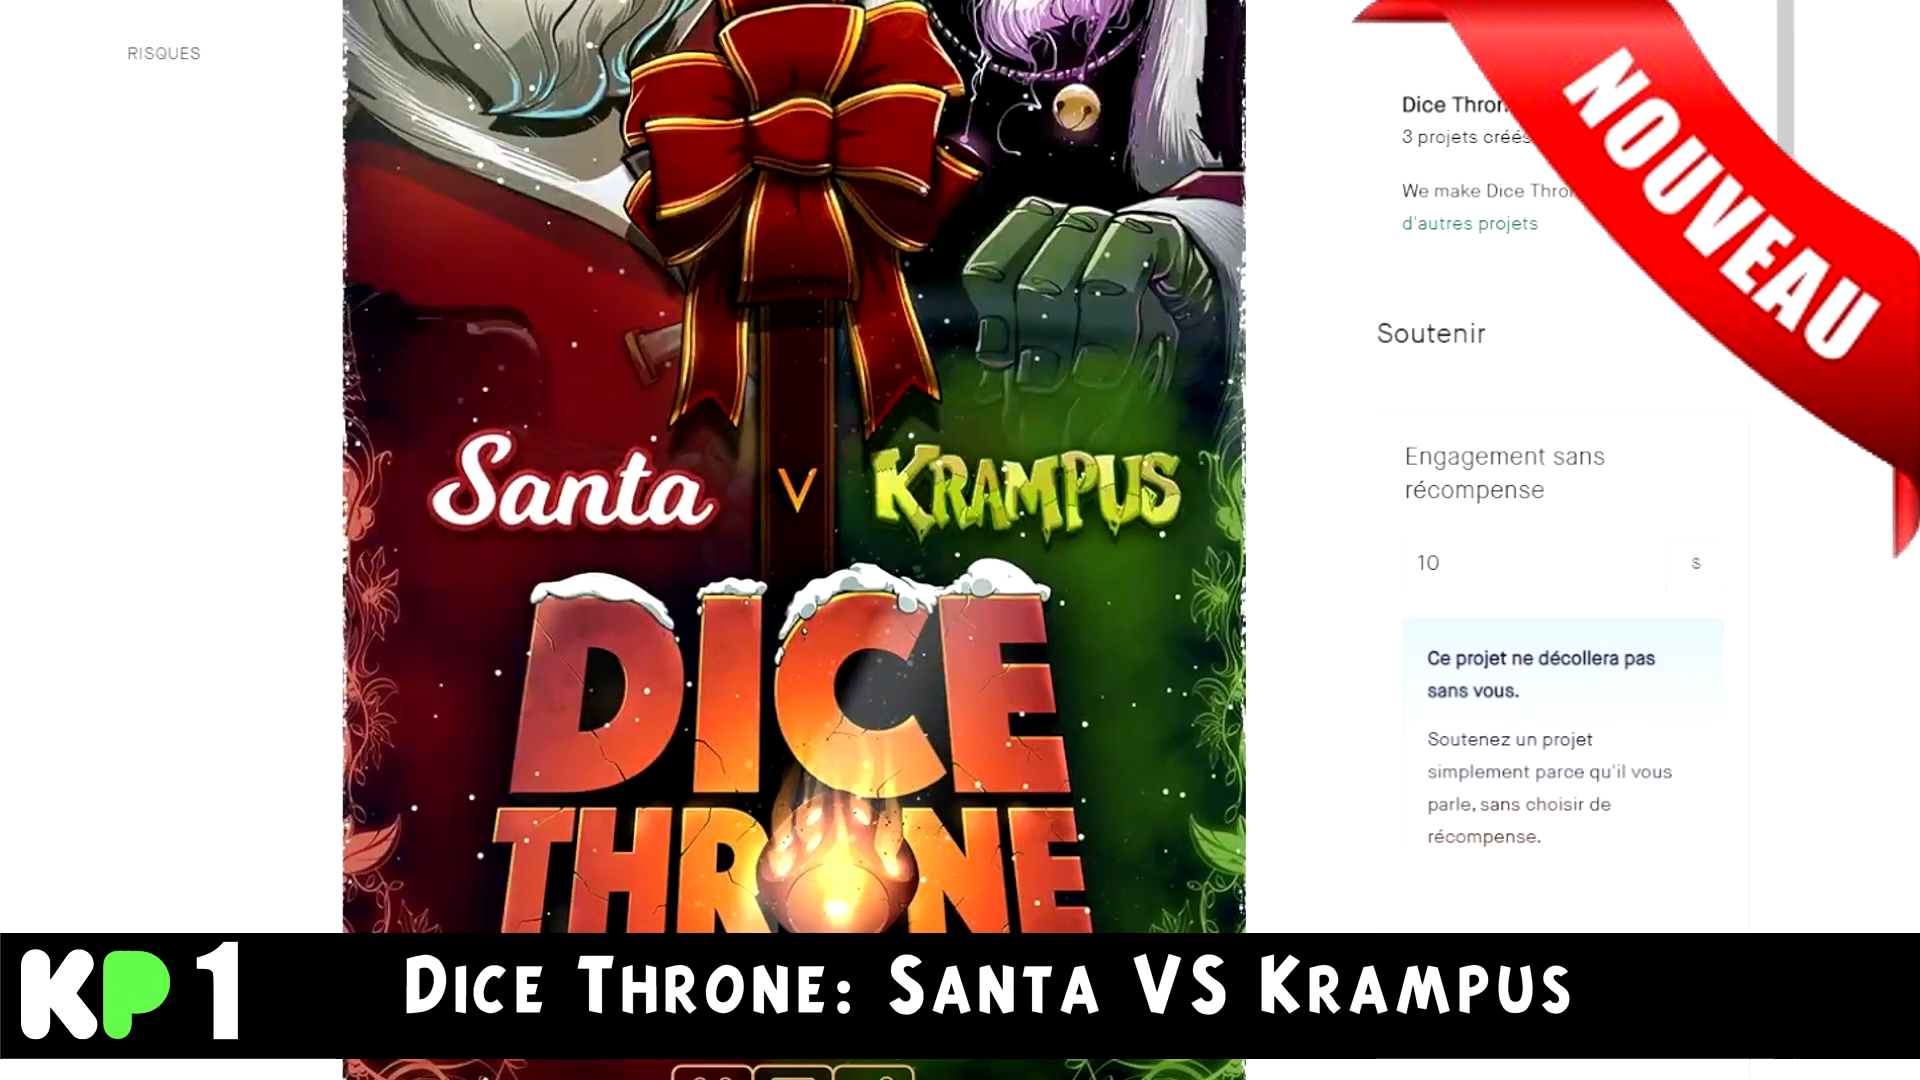 RISQUES
Santa
V
KRAMPUS
DICE
THRONE
Dice
3 projets créés
We make Dice
d'autres projets
Soutenir
Engagement sans
récompense
10
$
Ce projet ne décollera pas
sans vous.
Soutenez un projet
simplement parce qu'il vous
parle, sans choisir de
récompense.
NOUVEAU
KP1
DICE THRONE: SANTA VS KRAMPUS